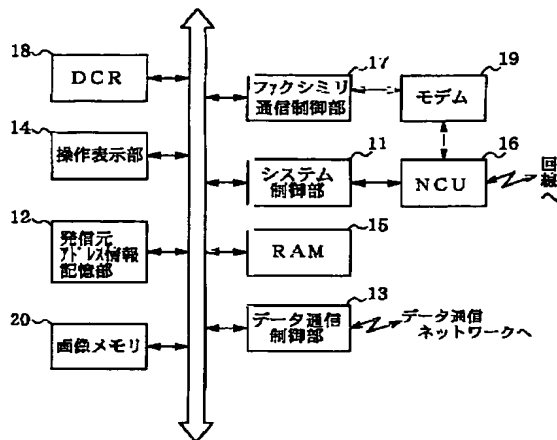 18
DCR
14
操作表示部
12
発信元
アドレス情報
記憶部
20
画像メモリ
17
ファクシミリ
通信制御部
19
モデム
11
システム
制御部
16
NCU
回線へ
15
RAM
13
データ通信
制御部
データ通信
ネットワークへ